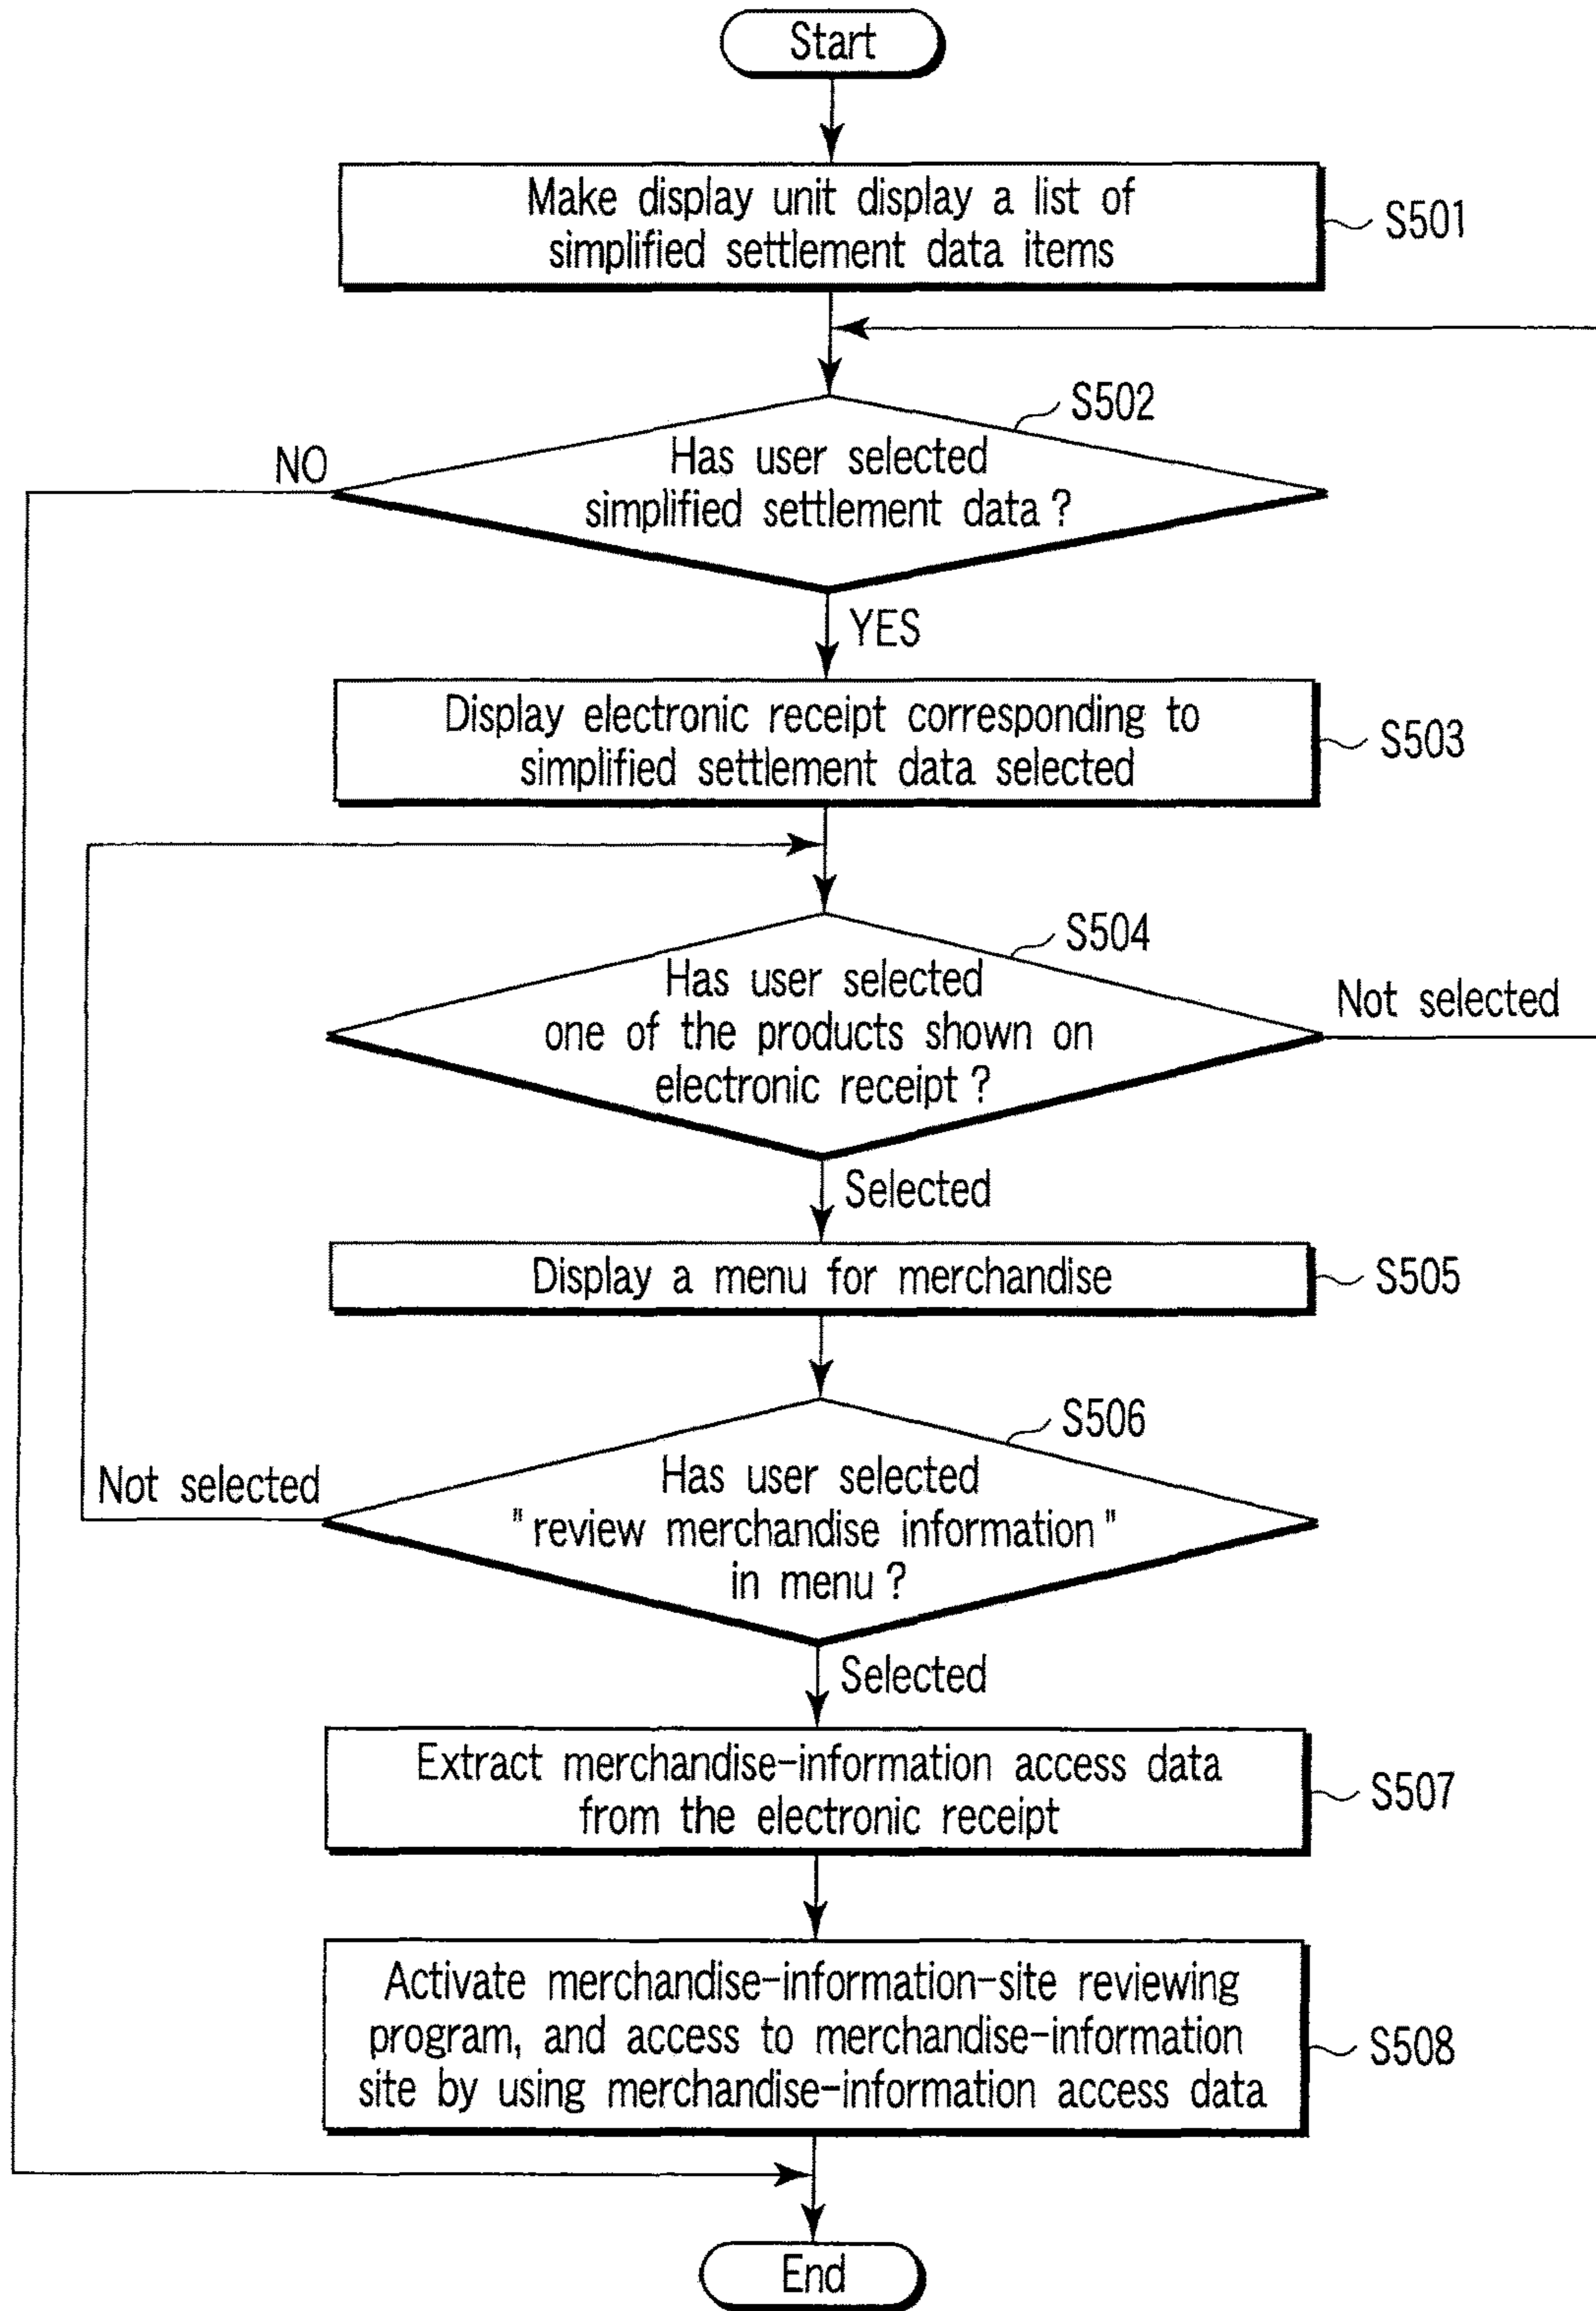 Start
Make display unit display a list of
simplified settlement data items
S501
S502
NO
Has user selected
simplified settlement data ?
YES
Display electronic receipt corresponding to
simplified settlement data selected
S503
S504
Has user selected
one of the products shown on
electronic receipt ?
Not selected
Selected
Display a menu for merchandise
S505
S506
Not selected
Has user selected
" review merchandise information "
in menu ?
Selected
Extract merchandise-information access data
from the electronic receipt
S507
Activate merchandise-information-site reviewing
program, and access to merchandise-information
site by using merchandise-information access data
S508
End